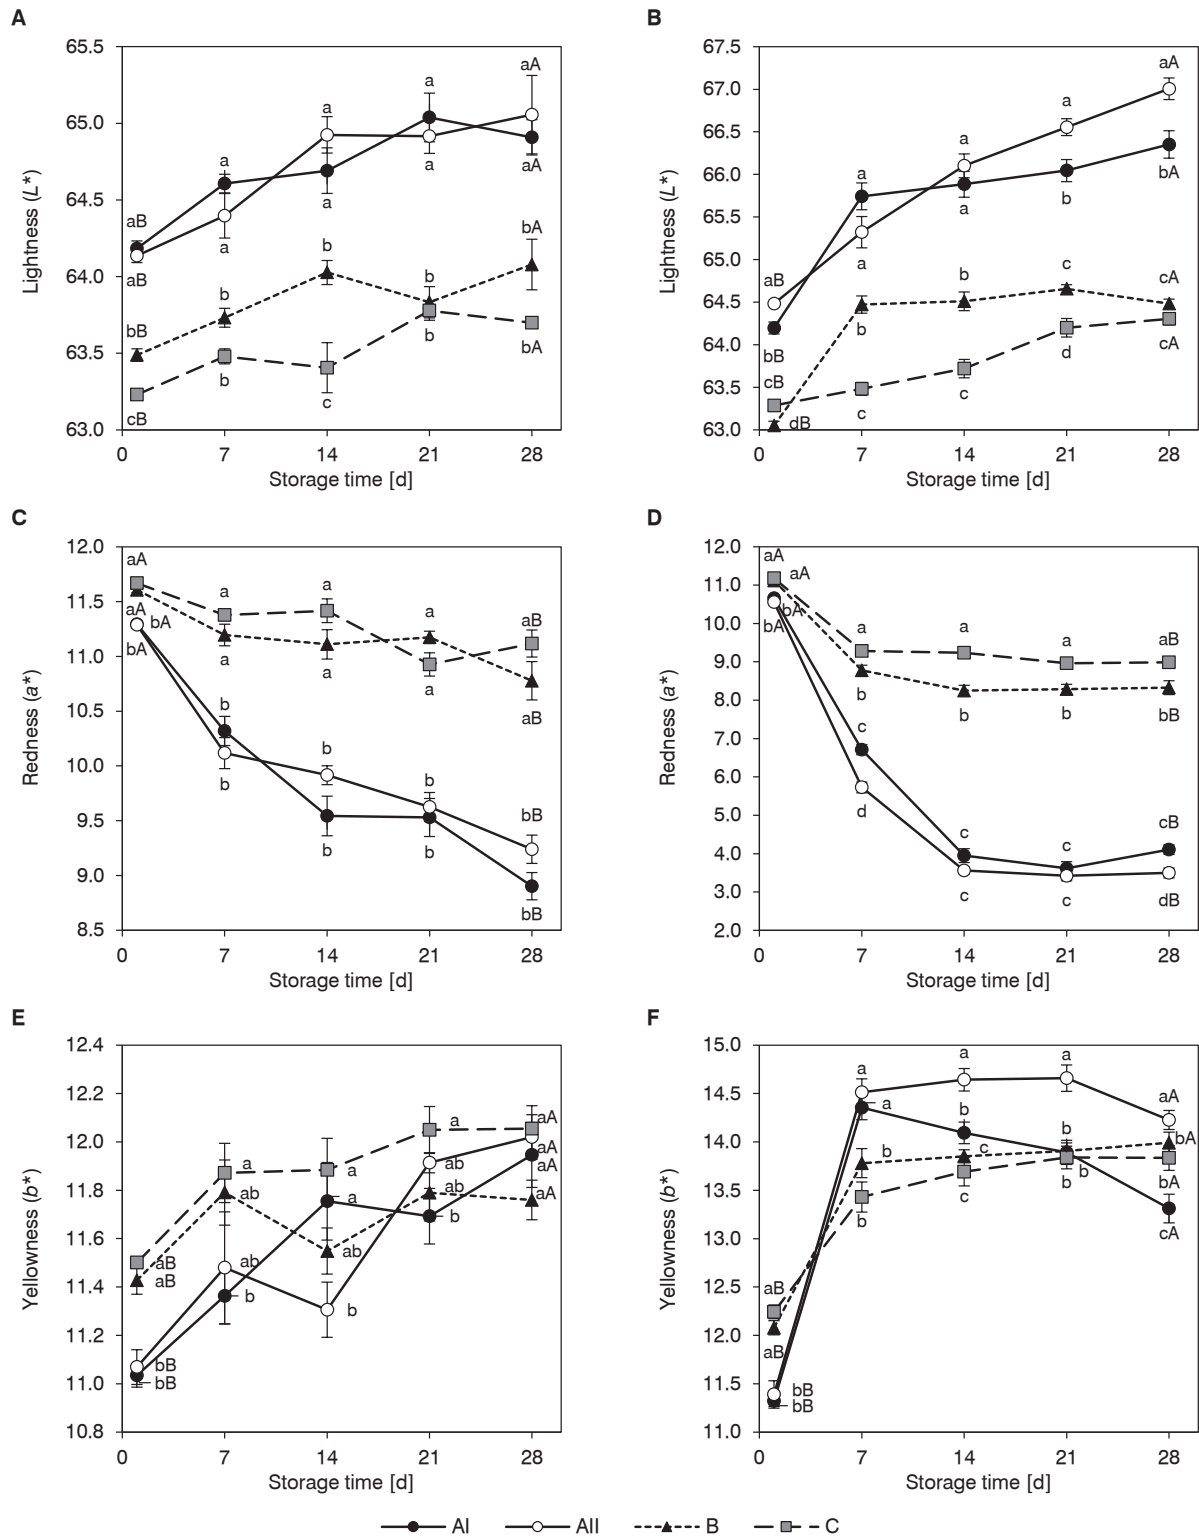 A
65.5
65.0
64.5
64.0
63.5
63.0
Lightness (L*)
aB
aB
bB
cB
a
a
b
b
a
a
b
c
a
a
b
b
aA
aA
bA
bA
0 7 14 21 28
Storage time [d]
B
67.5
67.0
66.5
66.0
65.5
65.0
64.5
64.0
63.5
63.0
Lightness (L*)
aB
bB
cB
dB
a
a
b
c
a
a
b
c
a
b
c
d
aA
bA
cA
cA
0 7 14 21 28
Storage time [d]
C
12.0
11.5
11.0
10.5
10.0
9.5
9.0
8.5
Redness (a*)
aA
aA
bA
bA
a
a
b
b
a
a
b
b
a
a
b
b
aB
aB
bB
bB
0 7 14 21 28
Storage time [d]
D
12.0
11.0
10.0
9.0
8.0
7.0
6.0
5.0
4.0
3.0
2.0
Redness (a*)
aA
aA
bA
bA
a
b
c
d
a
b
c
c
a
b
c
c
aB
bB
cB
dB
0 7 14 21 28
Storage time [d]
E
12.4
12.2
12.0
11.8
11.6
11.4
11.2
11.0
10.8
Yellowness (b*)
aB
aB
bB
bB
a
ab
ab
b
a
a
ab
b
a
ab
ab
b
aA
aA
aA
aA
0 7 14 21 28
Storage time [d]
F
15.0
14.5
14.0
13.5
13.0
12.5
12.0
11.5
11.0
Yellowness (b*)
aB
aB
bB
bB
a
a
b
b
a
b
c
c
a
b
b
b
aA
bA
bA
cA
0 7 14 21 28
Storage time [d]
AI AII B C